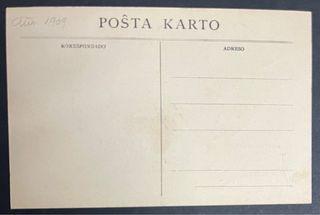 1909
POŜTA KARTO
KORESPONDADO
ADRESO